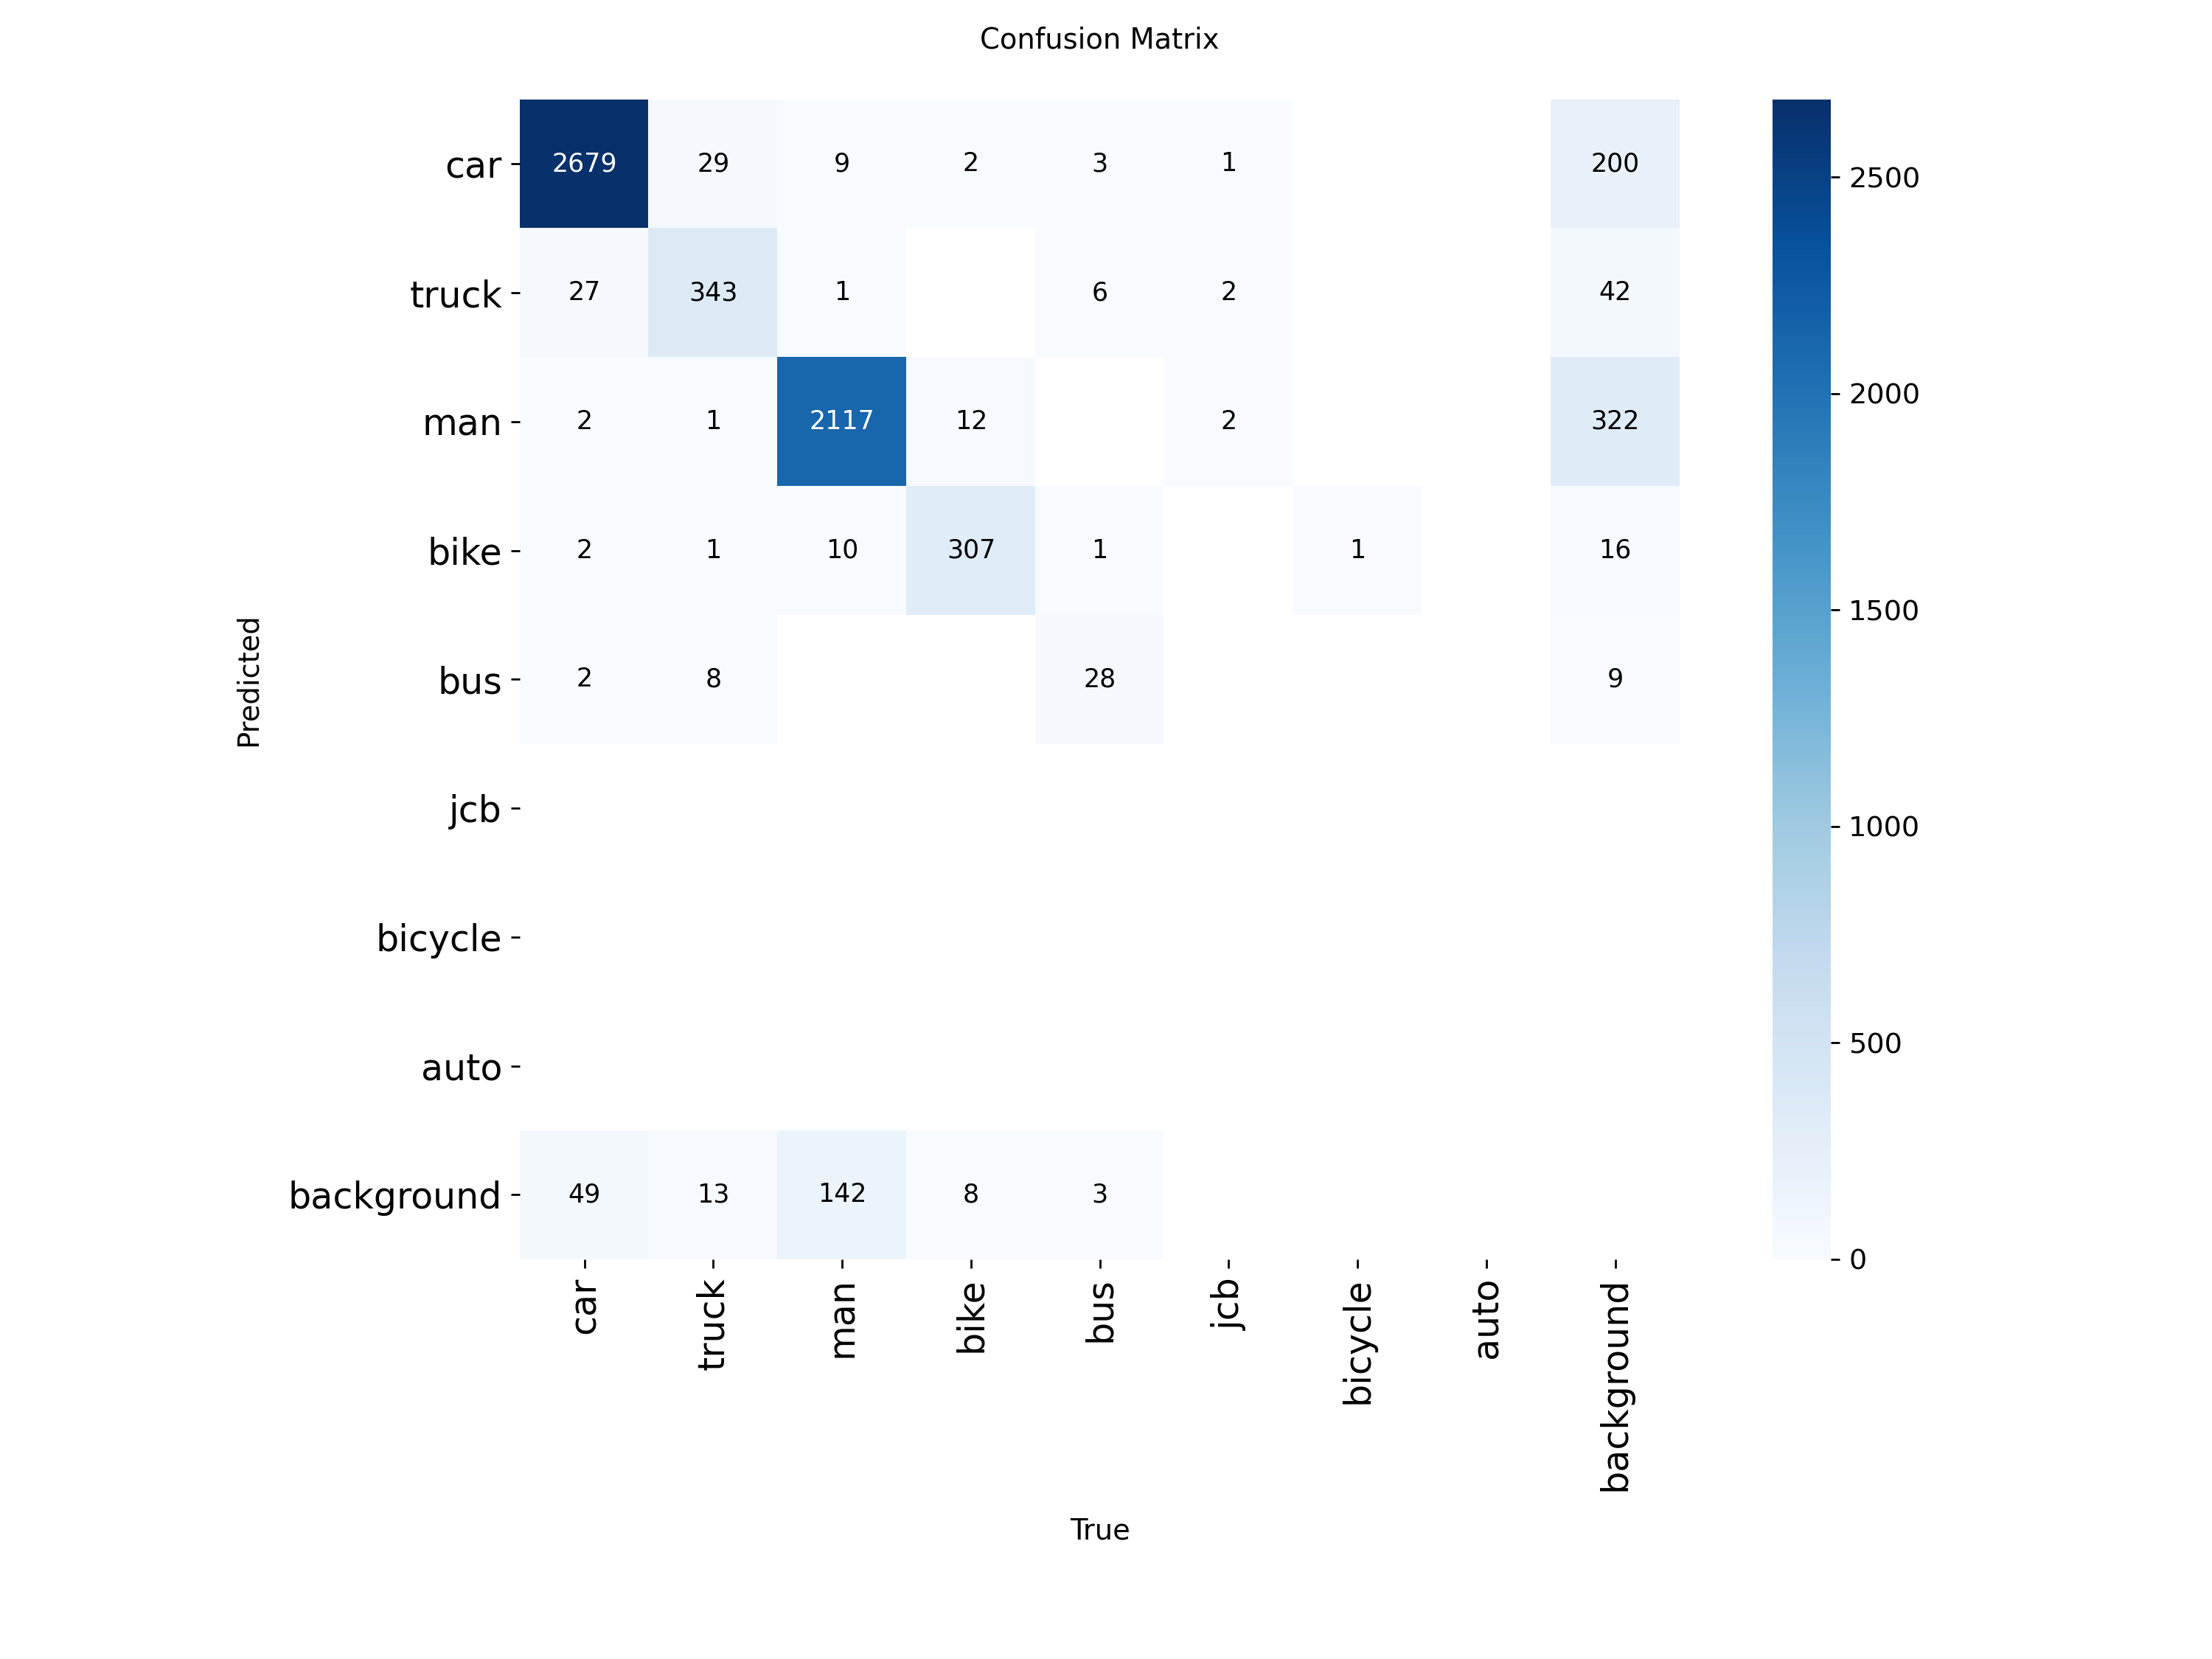 Confusion Matrix
car 2679 29 9 2 3 1 200
truck 27 343 1 6 2 42
man 2 1 2117 12 2 322
bike 2 1 10 307 1 1 16
bus 2 8 28 9
jcb
bicycle
auto
background 49 13 142 8 3
Predicted
car truck man bike bus jcb bicycle auto background
True
2500
2000
1500
1000
500
0